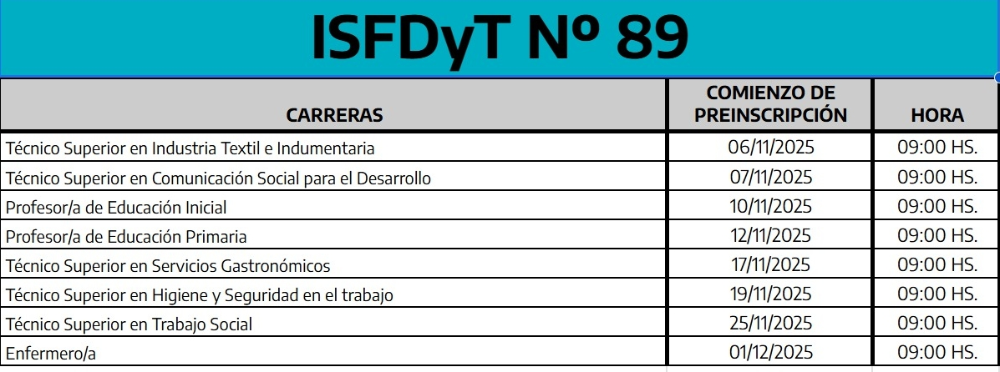 ISFDyT Nº 89
CARRERAS COMIENZO DE PREINSCRIPCIÓN HORA
Técnico Superior en Industria Textil e Indumentaria 06/11/2025 09:00 HS.
Técnico Superior en Comunicación Social para el Desarrollo 07/11/2025 09:00 HS.
Profesor/a de Educación Inicial 10/11/2025 09:00 HS.
Profesor/a de Educación Primaria 12/11/2025 09:00 HS.
Técnico Superior en Servicios Gastronómicos 17/11/2025 09:00 HS.
Técnico Superior en Higiene y Seguridad en el trabajo 19/11/2025 09:00 HS.
Técnico Superior en Trabajo Social 25/11/2025 09:00 HS.
Enfermero/a 01/12/2025 09:00 HS.